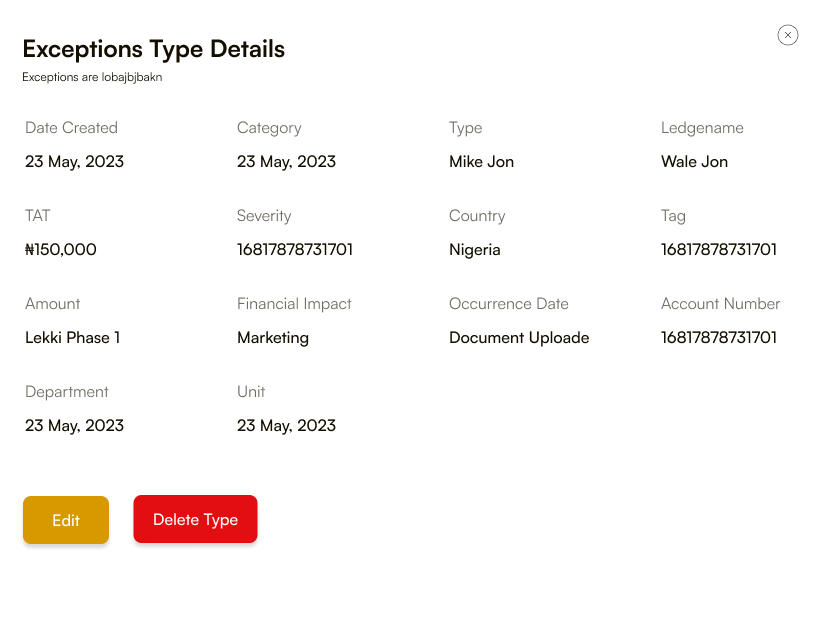 Exceptions Type Details
Exceptions are lobajbjbakn
Date Created Category Type Ledgename
23 May, 2023 23 May, 2023 Mike Jon Wale Jon
TAT Severity Country Tag
₦150,000 16817878731701 Nigeria 16817878731701
Amount Financial Impact Occurrence Date Account Number
Lekki Phase 1 Marketing Document Uploade 16817878731701
Department Unit
23 May, 2023 23 May, 2023
Edit Delete Type